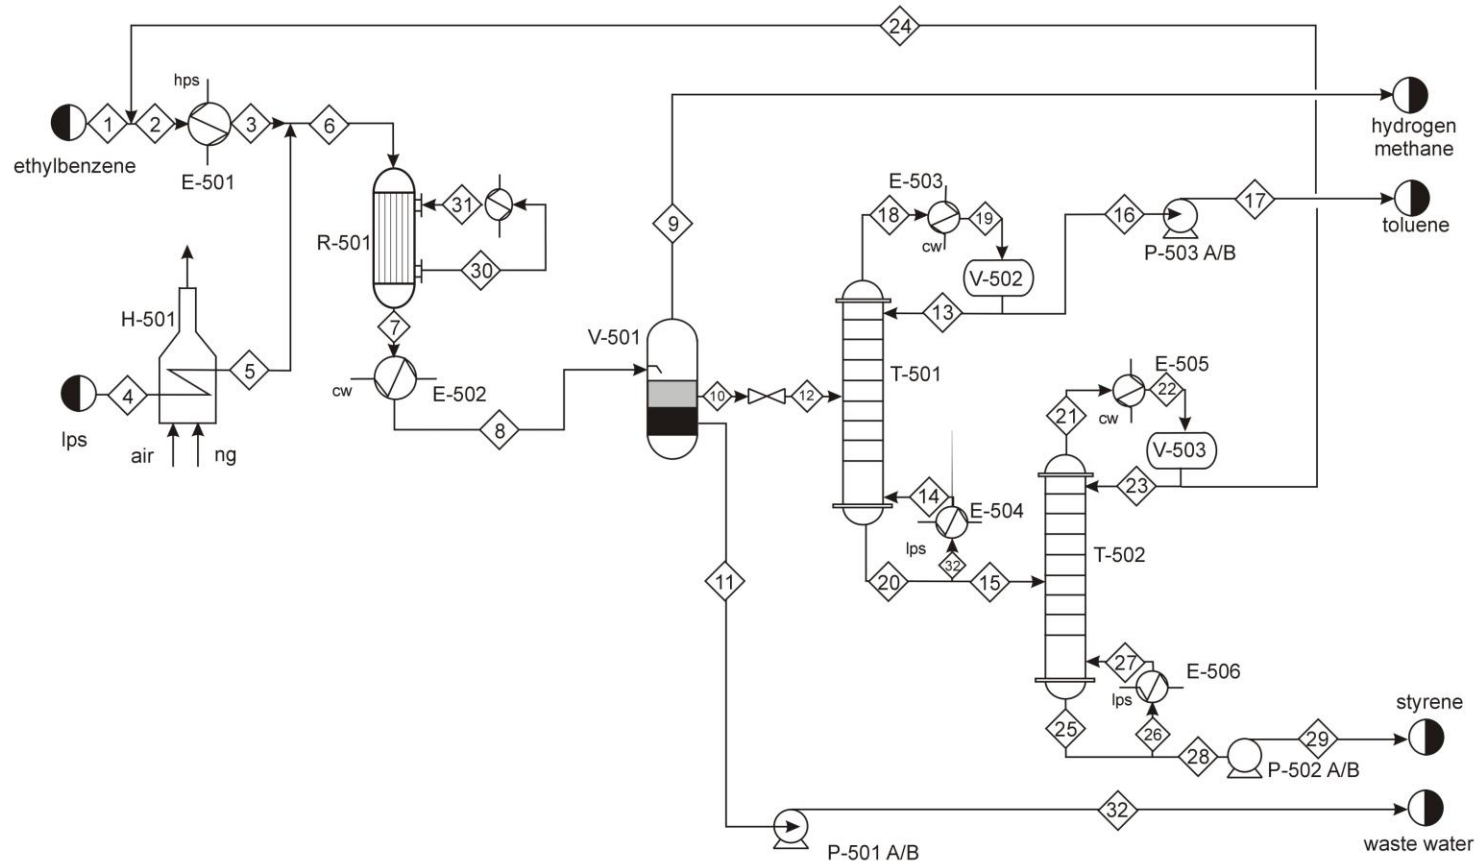 24
hps
1
2
3
6
ethylbenzene
E-501
hydrogen
methane
E-503
18
19
cw
16
17
toluene
P-503 A/B
31
R-501
30
9
V-502
13
H-501
7
V-501
5
4
lps
air
ng
cw
E-502
8
10
12
T-501
E-505
21
22
cw
V-503
23
14
E-504
lps
32
20
15
T-502
11
27
E-506
lps
25
26
28
29
styrene
P-502 A/B
32
waste water
P-501 A/B